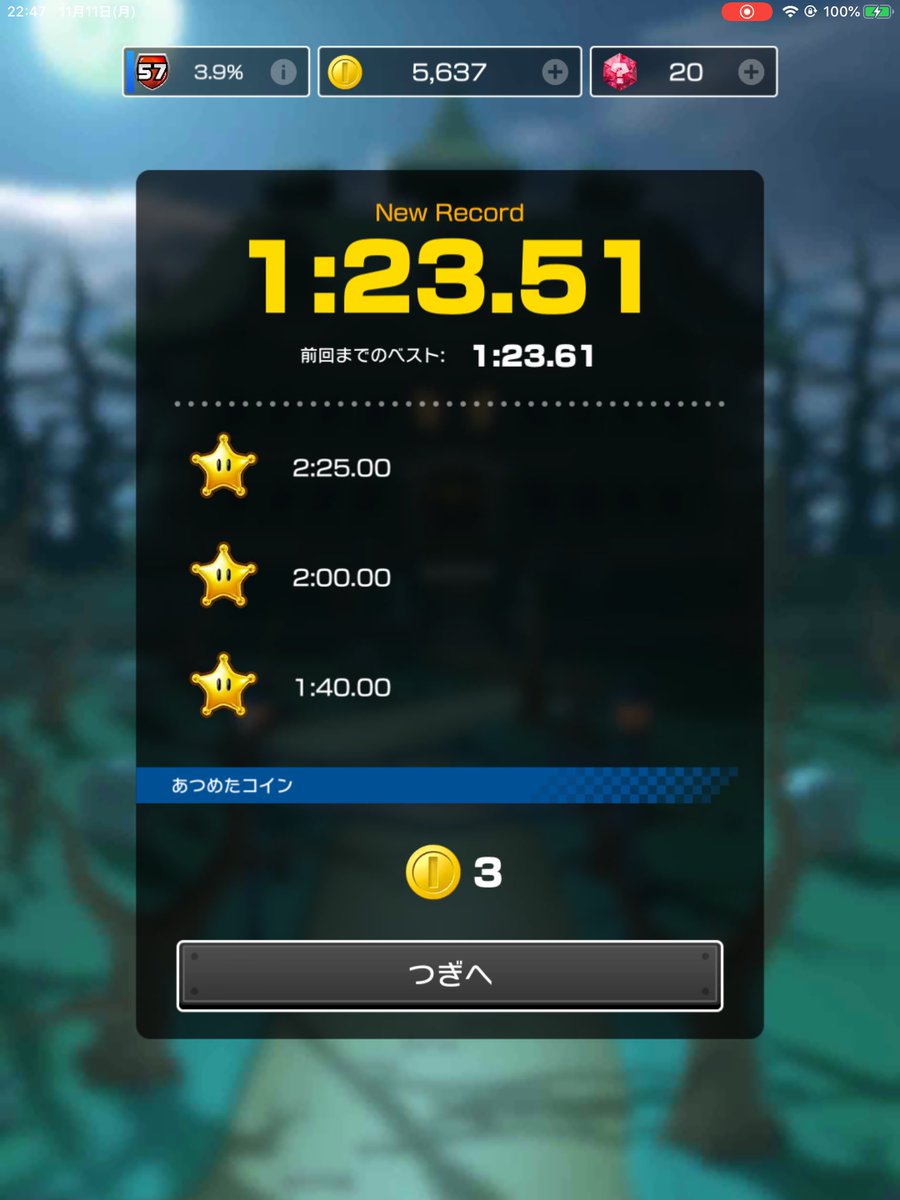 22:47 11月11日(月) 100%
57 3.9% i 5,637 + ? 20 +
New Record
1:23.51
前回までのベスト: 1:23.61
2:25.00
2:00.00
1:40.00
あつめたコイン
3
つぎへ